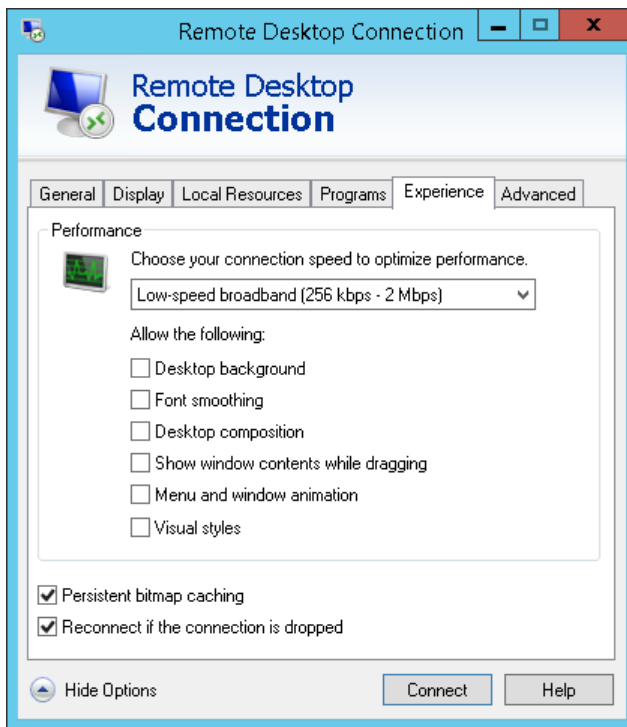 Remote Desktop Connection
Remote Desktop
Connection
General Display Local Resources Programs Experience Advanced
Performance
Choose your connection speed to optimize performance.
Low-speed broadband (256 kbps - 2 Mbps)
Allow the following:
Desktop background
Font smoothing
Desktop composition
Show window contents while dragging
Menu and window animation
Visual styles
Persistent bitmap caching
Reconnect if the connection is dropped
Hide Options Connect Help